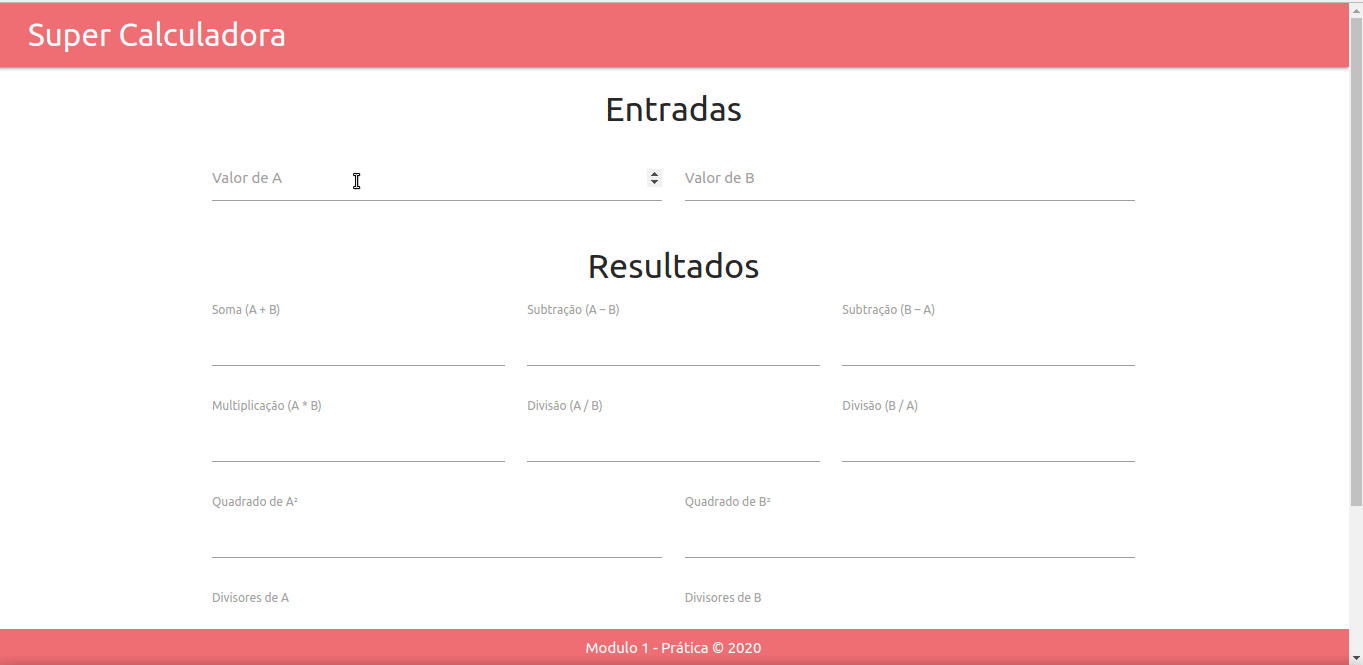 Super Calculadora
Entradas
Valor de A
Valor de B
Resultados
Soma (A + B)
Subtração (A – B)
Subtração (B – A)
Multiplicação (A * B)
Divisão (A / B)
Divisão (B / A)
Quadrado de A²
Quadrado de B²
Divisores de A
Divisores de B
Modulo 1 - Prática © 2020